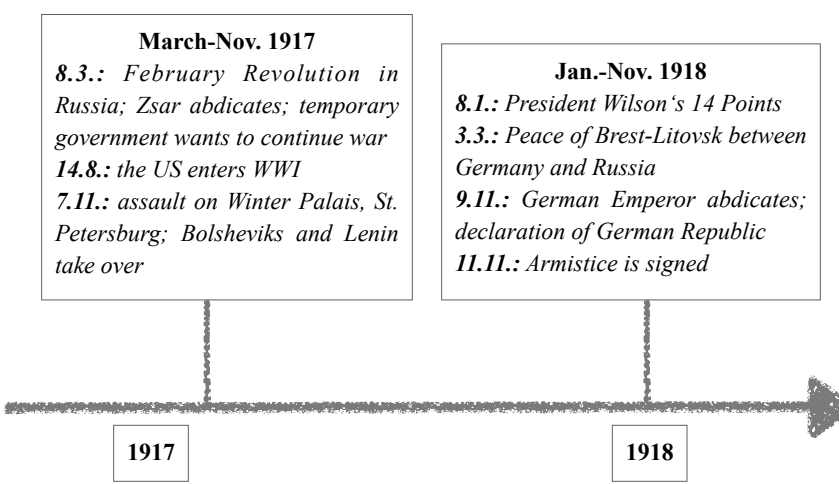 March-Nov. 1917
8.3.: February Revolution in
Russia; Zsar abdicates; temporary
government wants to continue war
14.8.: the US enters WWI
7.11.: assault on Winter Palais, St.
Petersburg; Bolsheviks and Lenin
take over
Jan.-Nov. 1918
8.1.: President Wilson‘s 14 Points
3.3.: Peace of Brest-Litovsk between
Germany and Russia
9.11.: German Emperor abdicates;
declaration of German Republic
11.11.: Armistice is signed
1917
1918